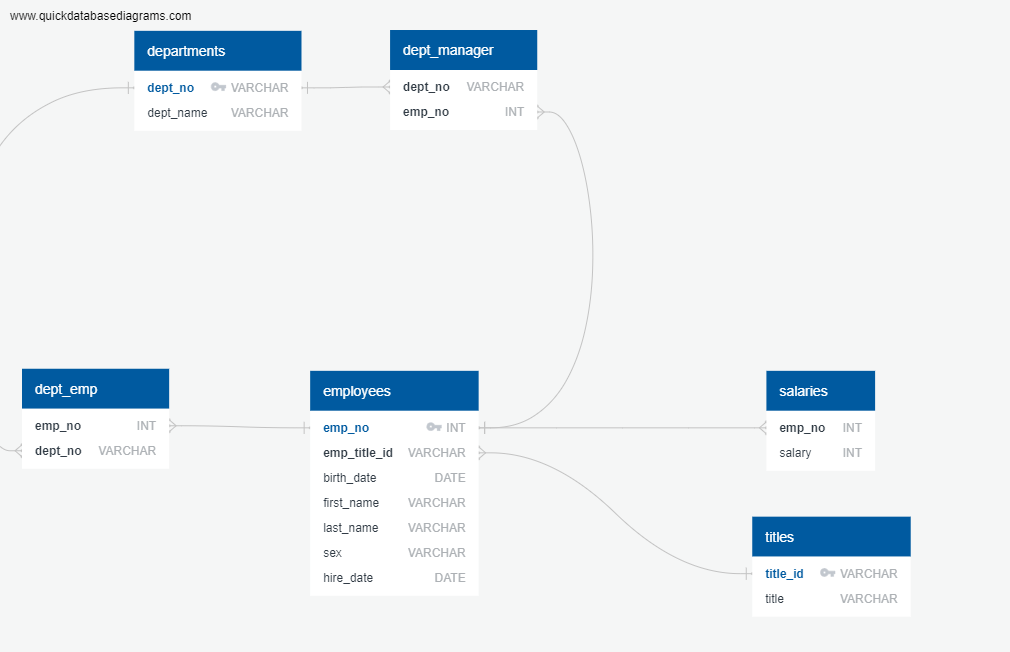 www.quickdatabasediagrams.com
departments
dept_no VARCHAR
dept_name VARCHAR
dept_manager
dept_no VARCHAR
emp_no INT
dept_emp
emp_no INT
dept_no VARCHAR
employees
emp_no INT
emp_title_id VARCHAR
birth_date DATE
first_name VARCHAR
last_name VARCHAR
sex VARCHAR
hire_date DATE
salaries
emp_no INT
salary INT
titles
title_id VARCHAR
title VARCHAR